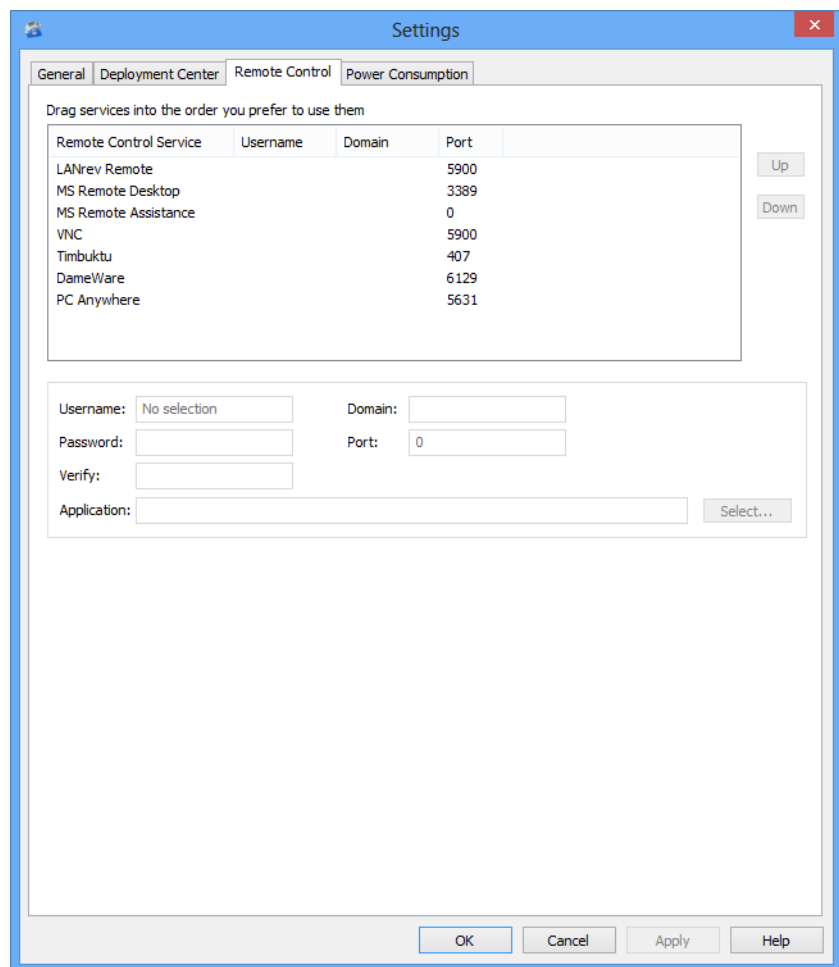 Settings
General Deployment Center Remote Control Power Consumption
Drag services into the order you prefer to use them
Remote Control Service Username Domain Port
LANrev Remote 5900
MS Remote Desktop 3389
MS Remote Assistance 0
VNC 5900
Timbuktu 407
DameWare 6129
PC Anywhere 5631
Up
Down
Username: No selection Domain:
Password: Port: 0
Verify:
Application: Select...
OK Cancel Apply Help